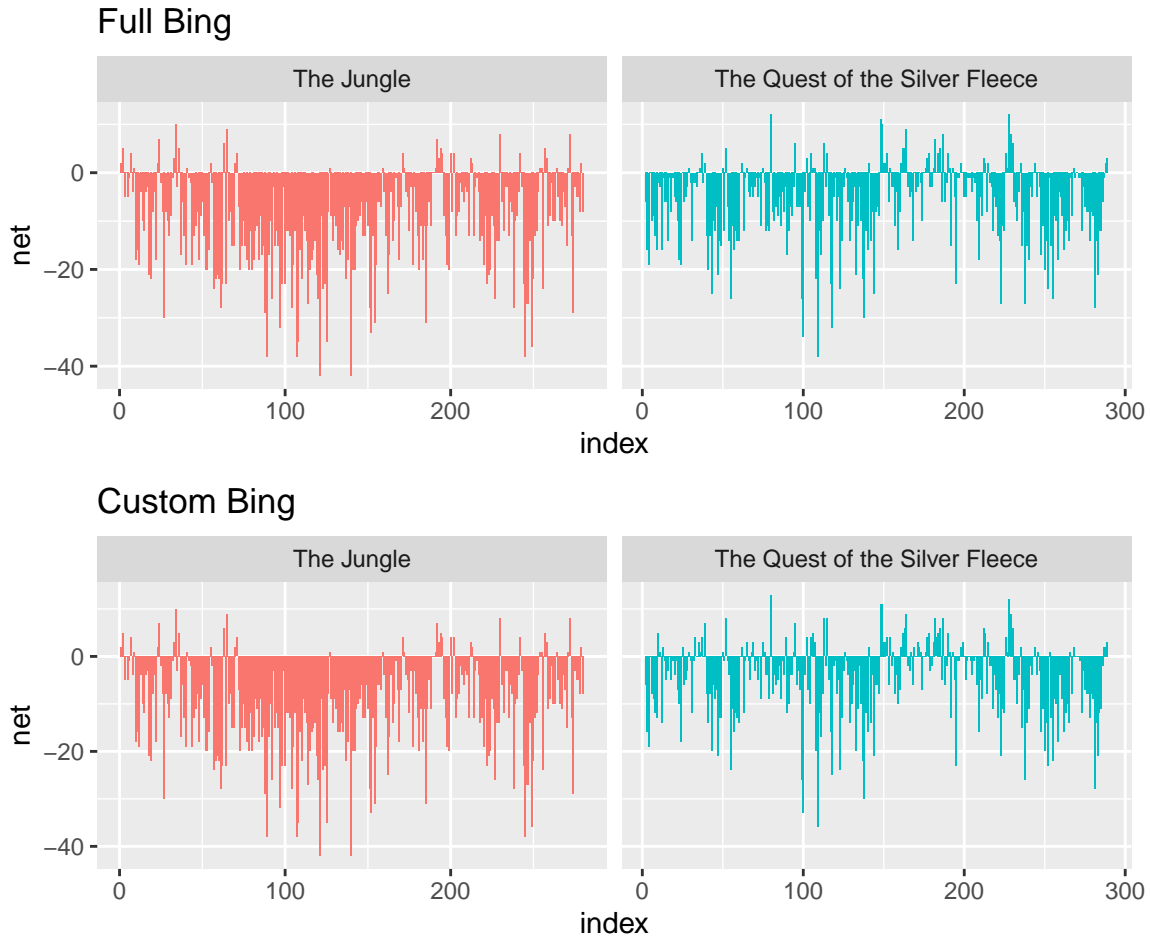 Full Bing
The Jungle
The Quest of the Silver Fleece
net
0
−20
−40
0
100
200
0
100
200
300
index
Custom Bing
The Jungle
The Quest of the Silver Fleece
net
0
−20
−40
0
100
200
0
100
200
300
index